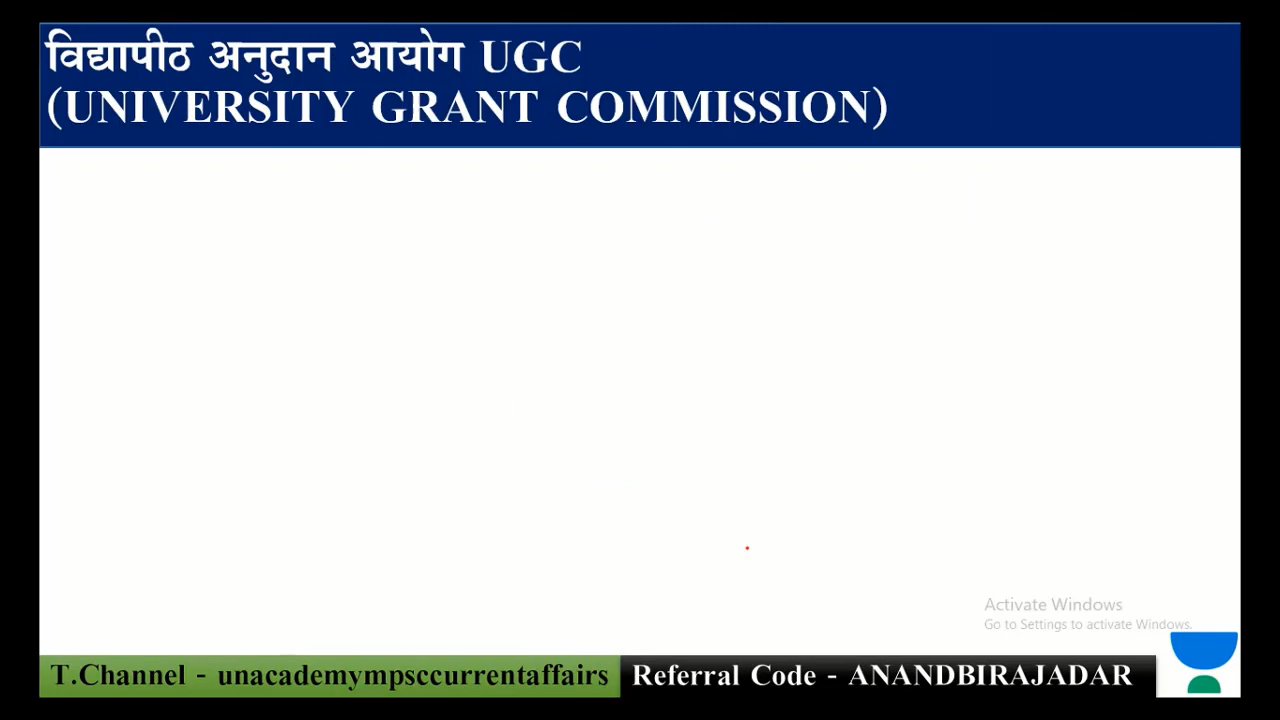 विद्यापीठ अनुदान आयोग UGC
(UNIVERSITY GRANT COMMISSION)
Activate Windows
Go to Settings to activate Windows.
T.Channel - unacademympsccurrentaffairs
Referral Code - ANANDBIRAJADAR